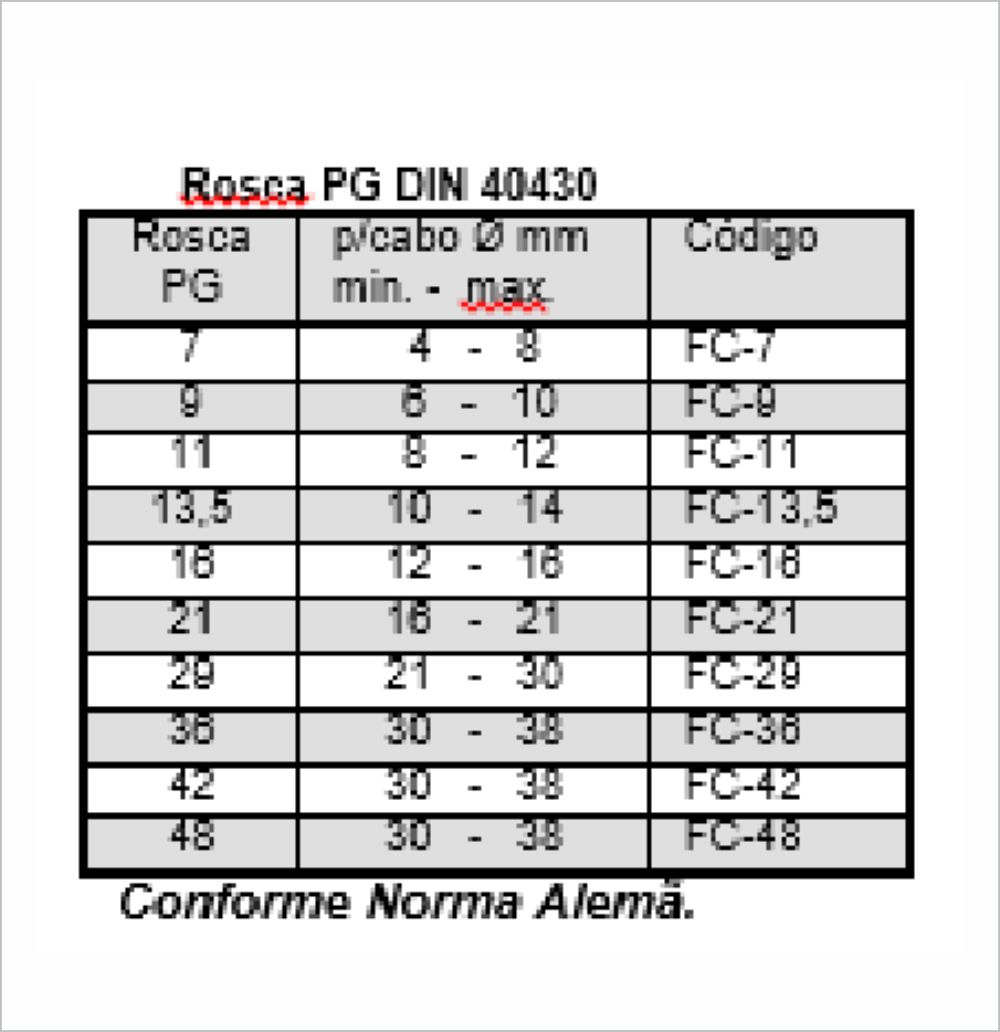 Rosca PG DIN 40430
Rosca PG p/cabo Ø mm min. - max. Código
7 4 - 8 FC-7
9 6 - 10 FC-9
11 8 - 12 FC-11
13,5 10 - 14 FC-13,5
16 12 - 16 FC-16
21 16 - 21 FC-21
29 21 - 30 FC-29
36 30 - 38 FC-36
42 30 - 38 FC-42
48 30 - 38 FC-48
Conforme Norma Alemã.